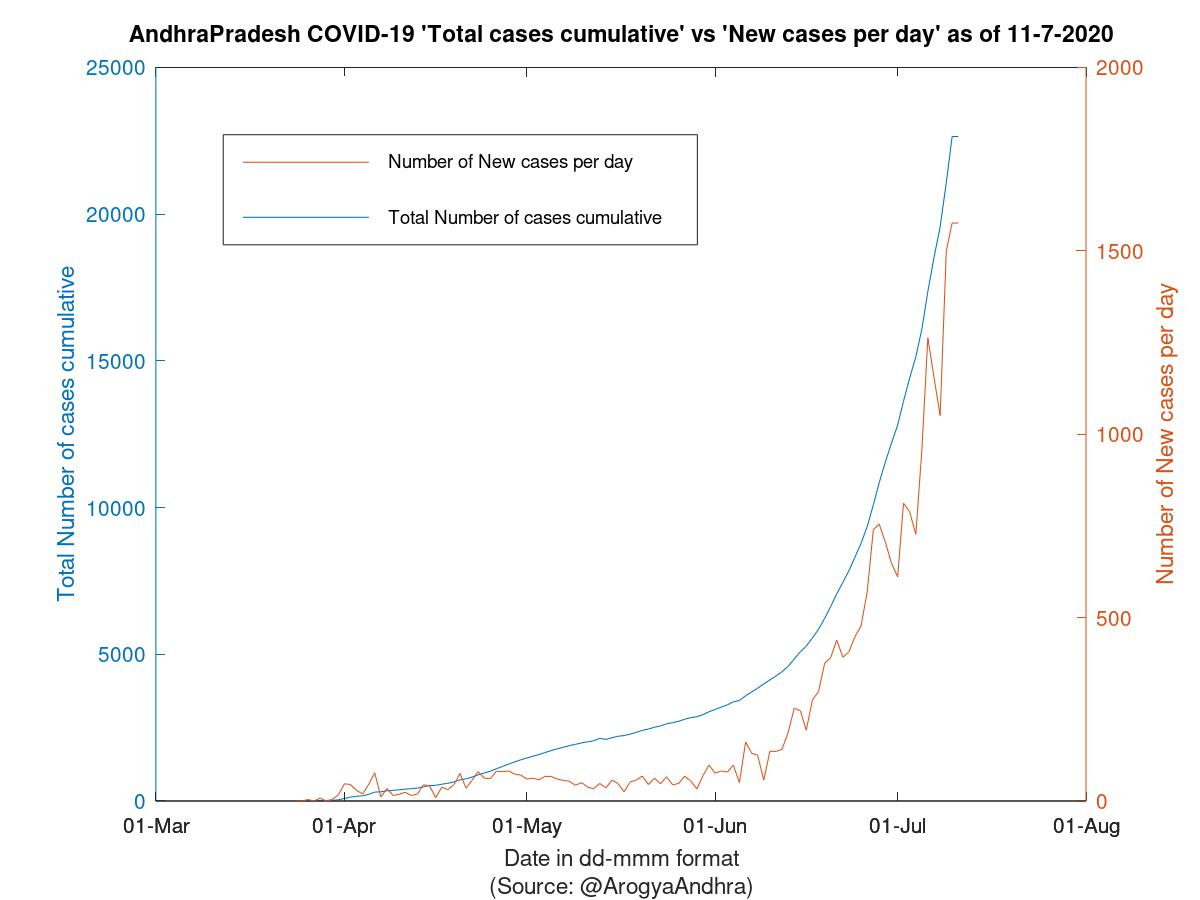 AndhraPradesh COVID-19 'Total cases cumulative' vs 'New cases per day' as of 11-7-2020
25000
20000
15000
10000
5000
0
Total Number of cases cumulative
Number of New cases per day
Total Number of cases cumulative
2000
1500
1000
500
0
Number of New cases per day
01-Mar 01-Apr 01-May 01-Jun 01-Jul 01-Aug
Date in dd-mmm format
(Source: @ArogyaAndhra)